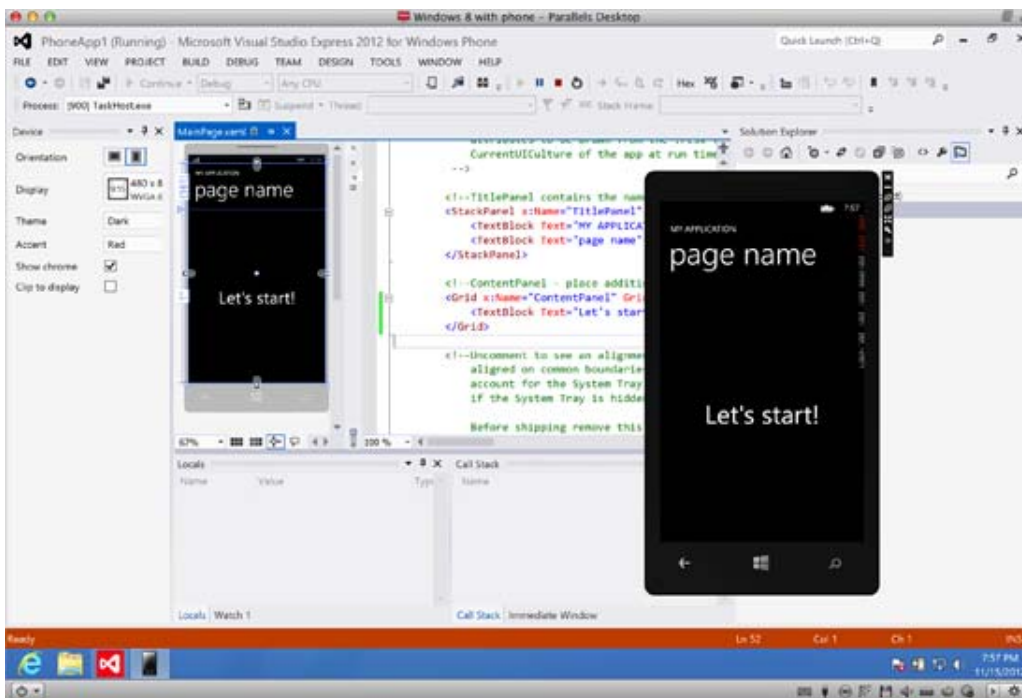 Windows 8 with phone - Parallels Desktop
PhoneApp1 (Running) - Microsoft Visual Studio Express 2012 for Windows Phone
Quick Launch (Ctrl+Q)
FILE EDIT VIEW PROJECT BUILD DEBUG TEAM DESIGN TOOLS WINDOW HELP
Continue Debug Any CPU Hex
Process: [900] TaskHost.exe Suspend Thread: Stack Frame:
Device
Orientation
Display 480 x 8
WVGA
Theme Dark
Accent Red
Show chrome
Clip to display
MainPage.xaml
MY APPLICATION
page name
Let's start!
67%
CurrentUICulture of the app at run time
-->
<!--TitlePanel contains the nam
<StackPanel x:Name="TitlePanel"
<TextBlock Text="MY APPLICA
<TextBlock Text="page name"
</StackPanel>
<!--ContentPanel - place additi
<Grid x:Name="ContentPanel" Gri
<TextBlock Text="Let's star
</Grid>
<!--Uncomment to see an alignme
aligned on common boundarie
account for the System Tray
if the System Tray is hidde
Before shipping remove this
100 %
Solution Explorer
7:57
MY APPLICATION
page name
Let's start!
Locals
Name Value Typ
Locals Watch 1
Call Stack
Name
Call Stack Immediate Window
Ready Ln 52 Col 1 Ch 1 INS
7:57 PM